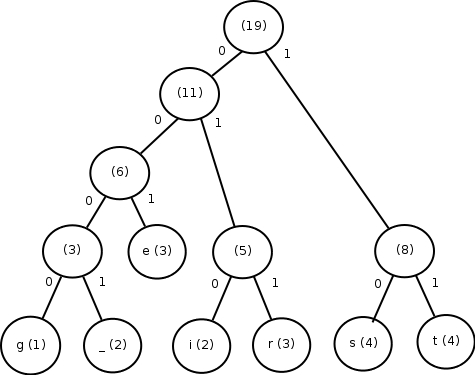 (19)
0 1
(11)
0 1
(6)
0 1
(3) e (3) (5) (8)
0 1 0 1 0 1
g (1) _ (2) i (2) r (3) s (4) t (4)